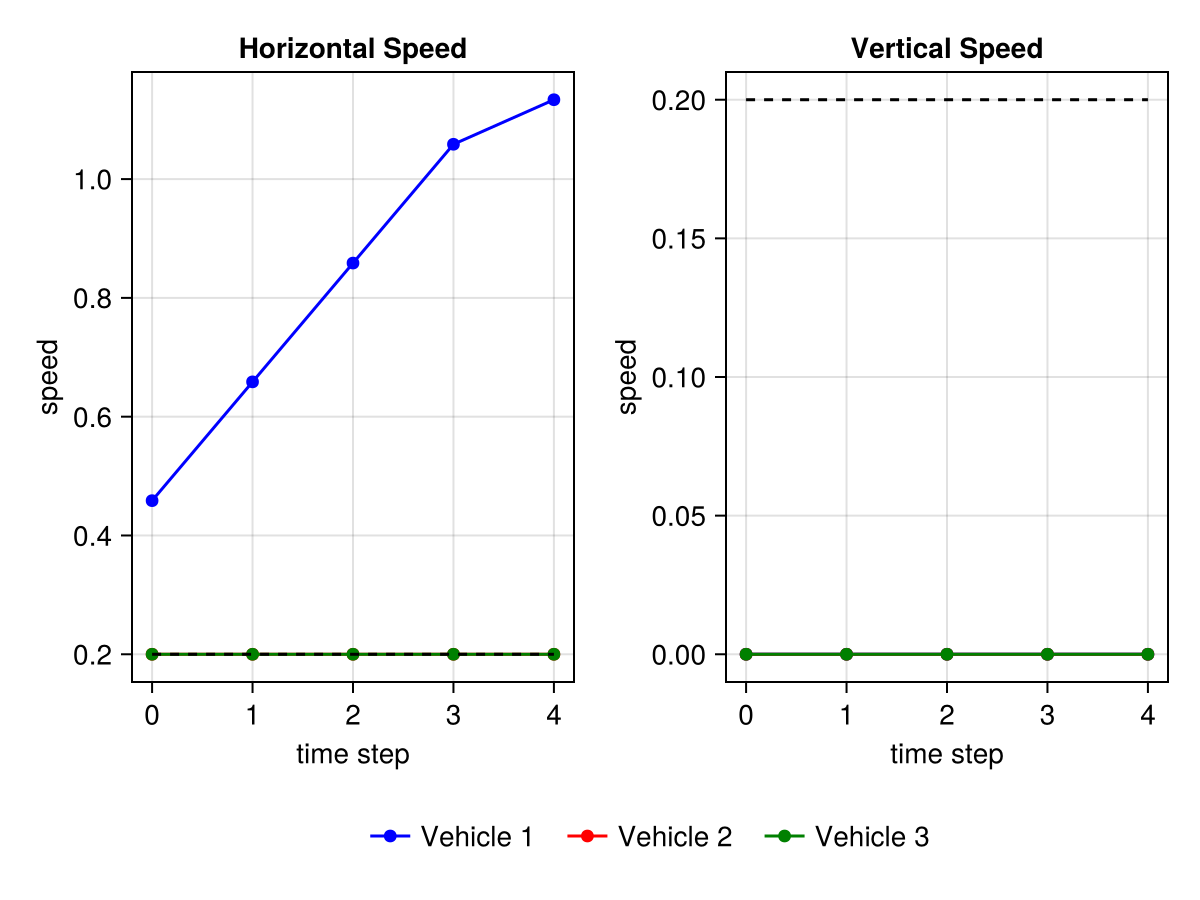 Horizontal Speed
speed
1.0
0.8
0.6
0.4
0.2
0 1 2 3 4
time step
Vertical Speed
speed
0.20
0.15
0.10
0.05
0.00
0 1 2 3 4
time step
Vehicle 1 Vehicle 2 Vehicle 3